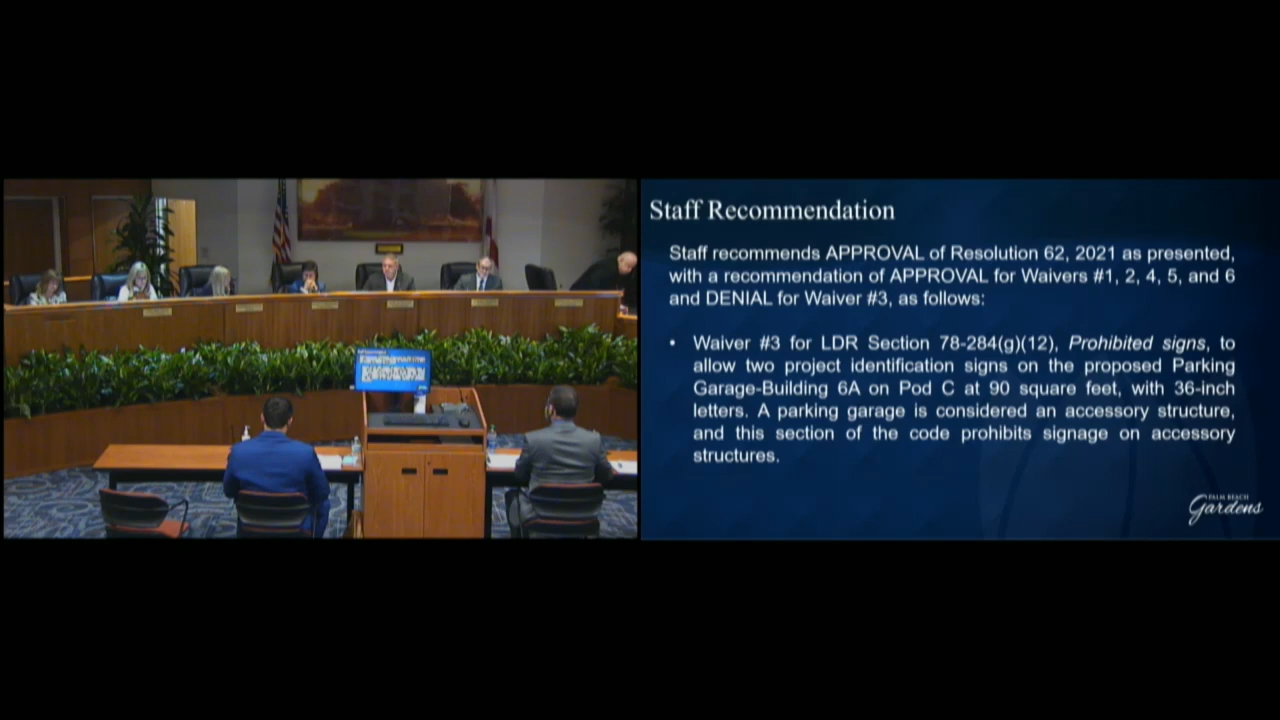 Staff Recommendation
Staff recommends APPROVAL of Resolution 62, 2021 as presented,
with a recommendation of APPROVAL for Waivers #1, 2, 4, 5, and 6
and DENIAL for Waiver #3, as follows:
• Waiver #3 for LDR Section 78-284(g)(12), Prohibited signs, to
allow two project identification signs on the proposed Parking
Garage-Building 6A on Pod C at 90 square feet, with 36-inch
letters. A parking garage is considered an accessory structure,
and this section of the code prohibits signage on accessory
structures.
PALM BEACH
Gardens